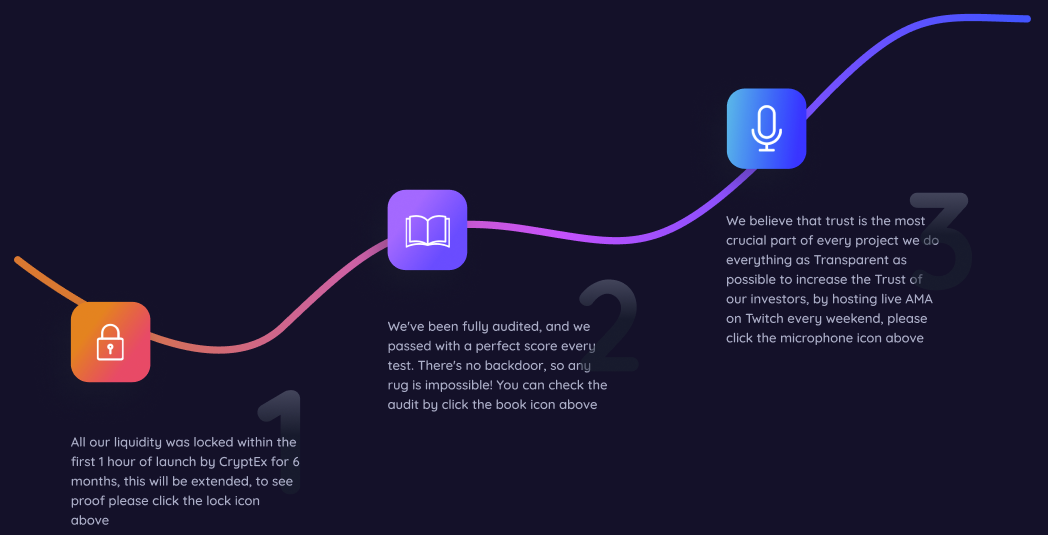 1
All our liquidity was locked within the
first 1 hour of launch by CryptEx for 6
months, this will be extended, to see
proof please click the lock icon
above
2
We've been fully audited, and we
passed with a perfect score every
test. There's no backdoor, so any
rug is impossible! You can check the
audit by click the book icon above
3
We believe that trust is the most
crucial part of every project we do
everything as Transparent as
possible to increase the Trust of
our investors, by hosting live AMA
on Twitch every weekend, please
click the microphone icon above